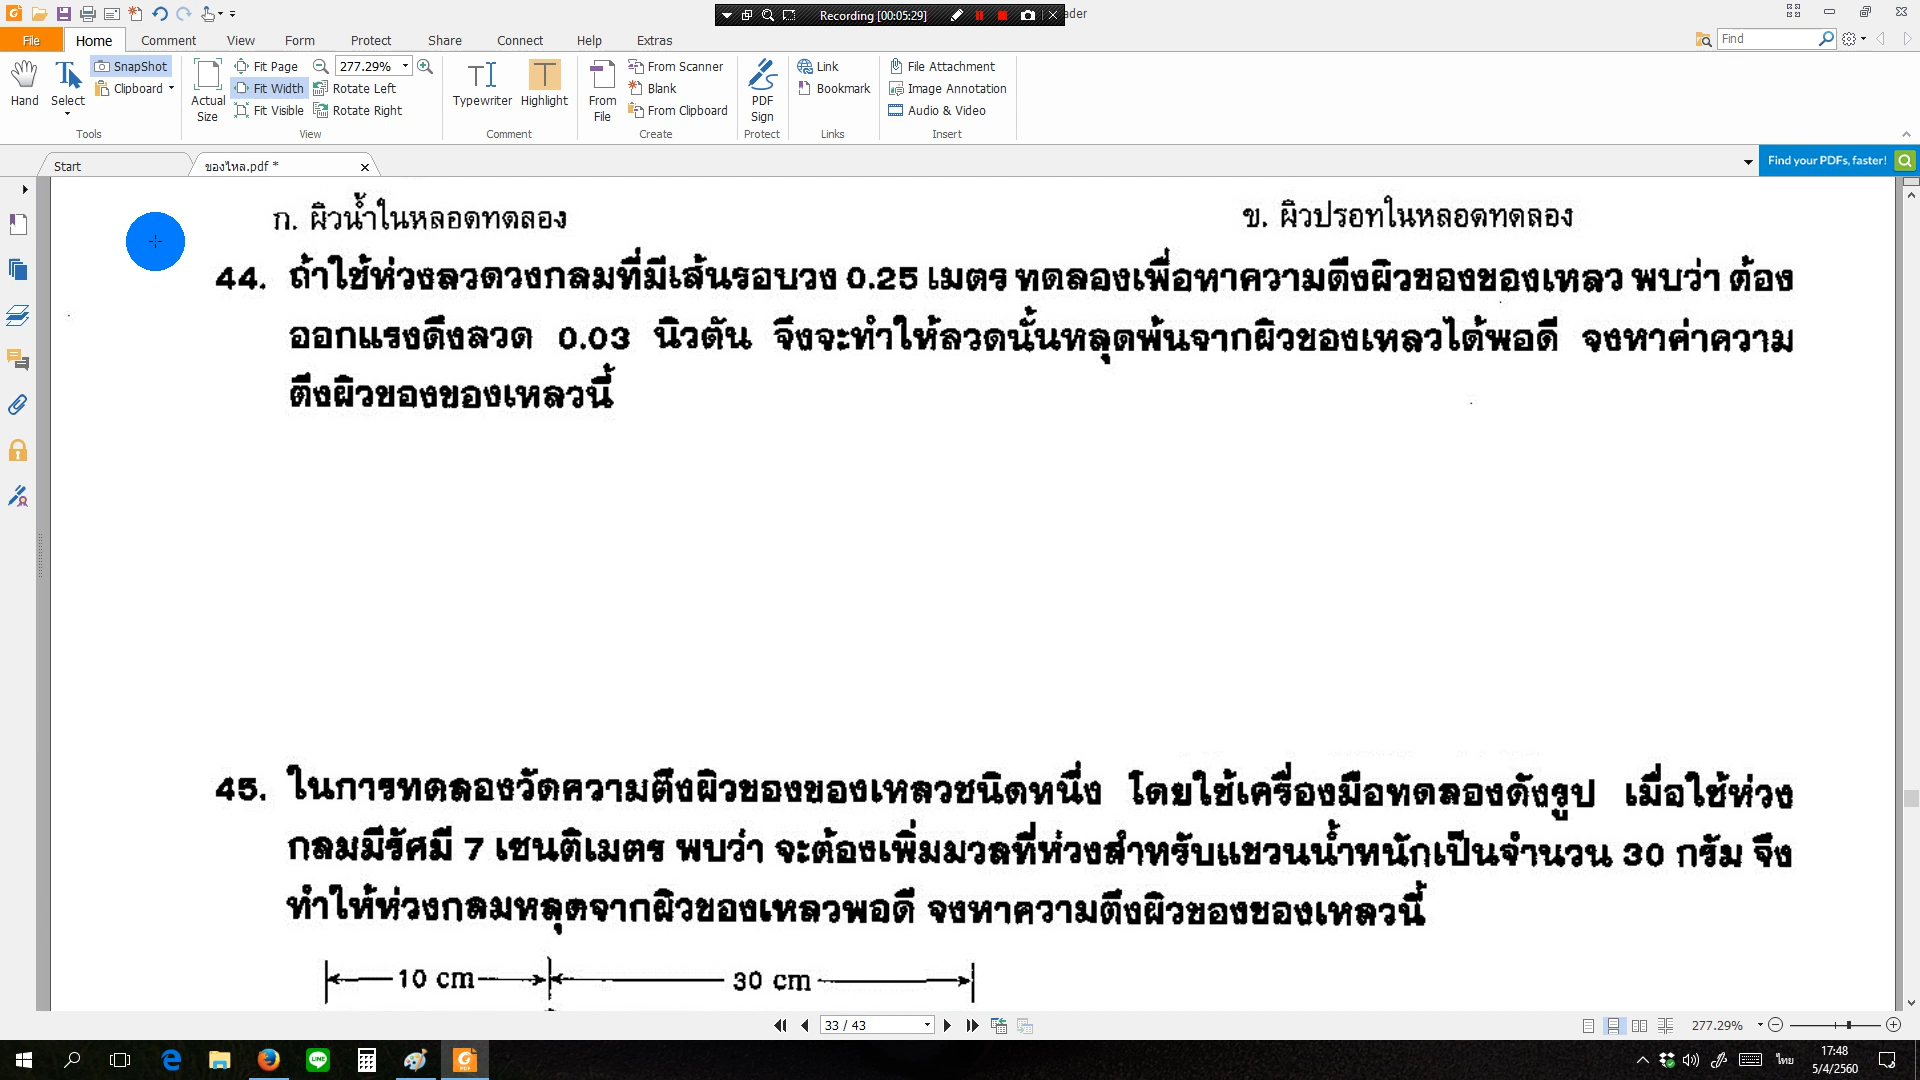 Recording [00:05:29]
ader
File Home Comment View Form Protect Share Connect Help Extras
Find
Hand
Select
SnapShot
Clipboard
Tools
Actual Size
Fit Page
Fit Width
Fit Visible
277.29%
Rotate Left
Rotate Right
View
Typewriter
Highlight
Comment
From File
From Scanner
Blank
From Clipboard
Create
PDF Sign
Protect
Link
Bookmark
Links
File Attachment
Image Annotation
Audio & Video
Insert
Start
ของไหล.pdf *
Find your PDFs, faster!
ก. ผิวน้ำในหลอดทดลอง
ข. ผิวปรอทในหลอดทดลอง
44. ถ้าใช้ห่วงลวดวงกลมที่มีเส้นรอบวง 0.25 เมตร ทดลองเพื่อหาความตึงผิวของของเหลว พบว่า ต้อง
ออกแรงดึงลวด 0.03 นิวตัน จึงจะทำให้ลวดนั้นหลุดพ้นจากผิวของเหลวได้พอดี จงหาค่าความ
ตึงผิวของของเหลวนี้
45. ในการทดลองวัดความตึงผิวของของเหลวชนิดหนึ่ง โดยใช้เครื่องมือทดลองดังรูป เมื่อใช้ห่วง
กลมมีรัศมี 7 เซนติเมตร พบว่า จะต้องเพิ่มมวลที่ห่วงสำหรับแขวนน้ำหนักเป็นจำนวน 30 กรัม จึง
ทำให้ห่วงกลมหลุดจากผิวของเหลวพอดี จงหาความตึงผิวของของเหลวนี้
10 cm 30 cm
33 / 43
277.29%
LINE
PDF
ไทย
17:48
5/4/2560